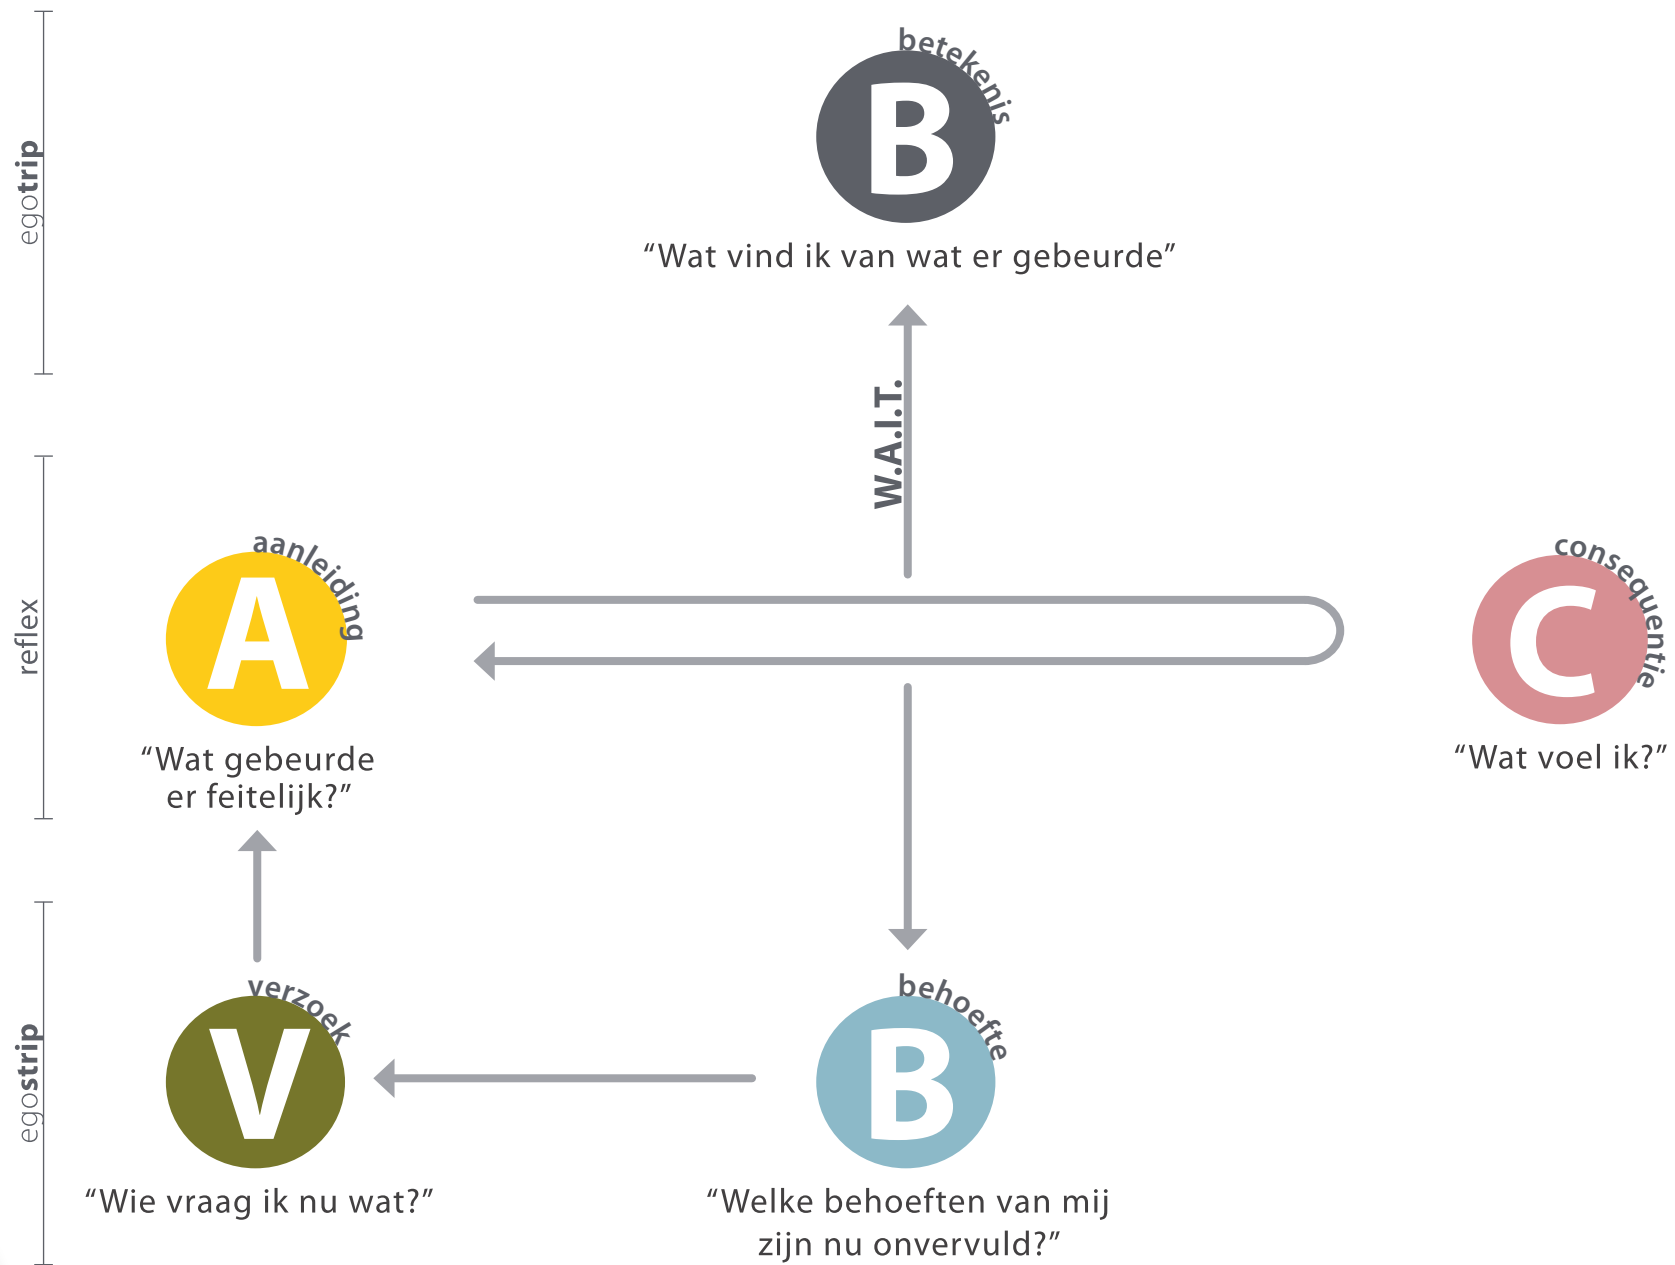 egotrip
betekenis
B
“Wat vind ik van wat er gebeurde”
W.A.I.T.
reflex
aanleiding
A
“Wat gebeurde
er feitelijk?”
consequentie
C
“Wat voel ik?”
egostrip
verzoek
V
“Wie vraag ik nu wat?”
behoefte
B
“Welke behoeften van mij
zijn nu onvervuld?”